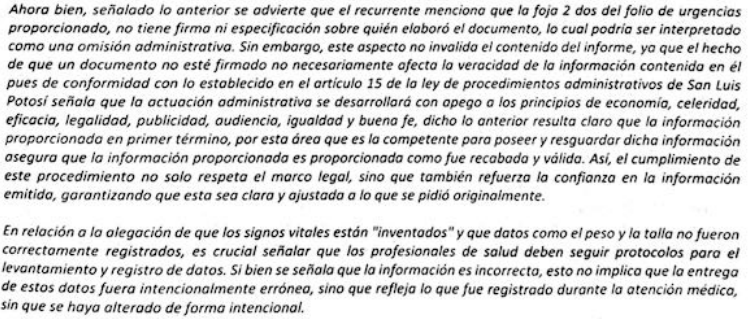 Ahora bien, señalado lo anterior se advierte que el recurrente menciona que la foja 2 dos del folio de urgencias
proporcionado, no tiene firma ni especificación sobre quién elaboró el documento, lo cual podría ser interpretado
como una omisión administrativa. Sin embargo, este aspecto no invalida el contenido del informe, ya que el hecho
de que un documento no esté firmado no necesariamente afecta la veracidad de la información contenida en él
pues de conformidad con lo establecido en el artículo 15 de la ley de procedimientos administrativos de San Luis
Potosí señala que la actuación administrativa se desarrollará con apego a los principios de economía, celeridad,
eficacia, legalidad, publicidad, audiencia, igualdad y buena fe, dicho lo anterior resulta claro que la información
proporcionada en primer término, por esta área que es la competente para poseer y resguardar dicha información
asegura que la información proporcionada es proporcionada como fue recabada y válida. Así, el cumplimiento de
este procedimiento no solo respeta el marco legal, sino que también refuerza la confianza en la información
emitida, garantizando que esta sea clara y ajustada a lo que se pidió originalmente.
En relación a la alegación de que los signos vitales están "inventados" y que datos como el peso y la talla no fueron
correctamente registrados, es crucial señalar que los profesionales de salud deben seguir protocolos para el
levantamiento y registro de datos. Si bien se señala que la información es incorrecta, esto no implica que la entrega
de estos datos fuera intencionalmente errónea, sino que refleja lo que fue registrado durante la atención médica,
sin que se haya alterado de forma intencional.